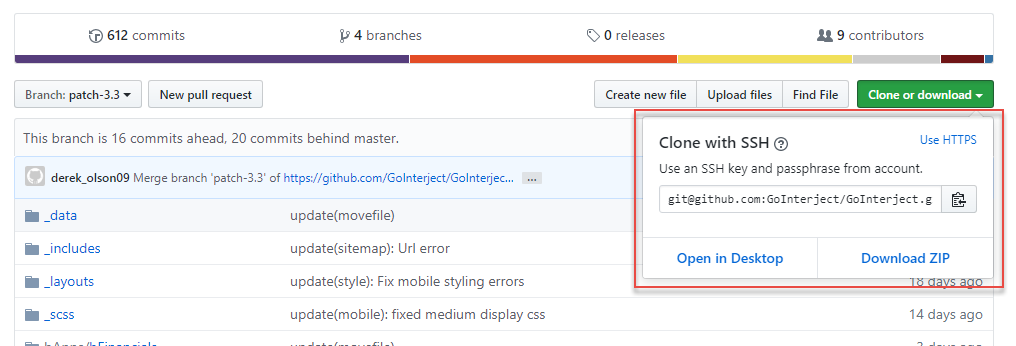 612 commits 4 branches 0 releases 9 contributors
Branch: patch-3.3 New pull request Create new file Upload files Find File Clone or download
This branch is 16 commits ahead, 20 commits behind master.
Clone with SSH Use HTTPS
Use an SSH key and passphrase from account.
git@github.com:GoInterject/GoInterject.g
Open in Desktop Download ZIP
derek_olson09 Merge branch 'patch-3.3' of https://github.com/GoInterject/GoInterjec... ...
_data update(movefile)
_includes update(sitemap): Url error
_layouts update(style): Fix mobile styling errors 18 days ago
_scss update(mobile): fixed medium display css 14 days ago